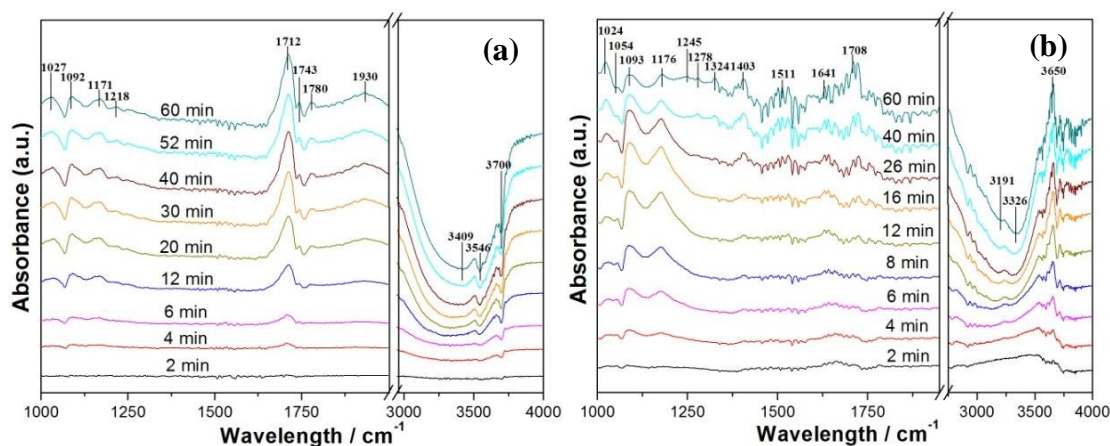 (a)
1712
1743
1780
1930
1027
1092
1171
1218
3700
3409
3546
60 min
52 min
40 min
30 min
20 min
12 min
6 min
4 min
2 min
Absorbance (a.u.)
1000 1250 1500 1750 3000 3500 4000
Wavelength / cm-1
(b)
1024
1054
1093
1176
1245
1278
1324
1403
1511
1641
1708
3650
3191
3326
60 min
40 min
26 min
16 min
12 min
8 min
6 min
4 min
2 min
Absorbance (a.u.)
1000 1250 1500 1750 3000 3500 4000
Wavelength / cm-1